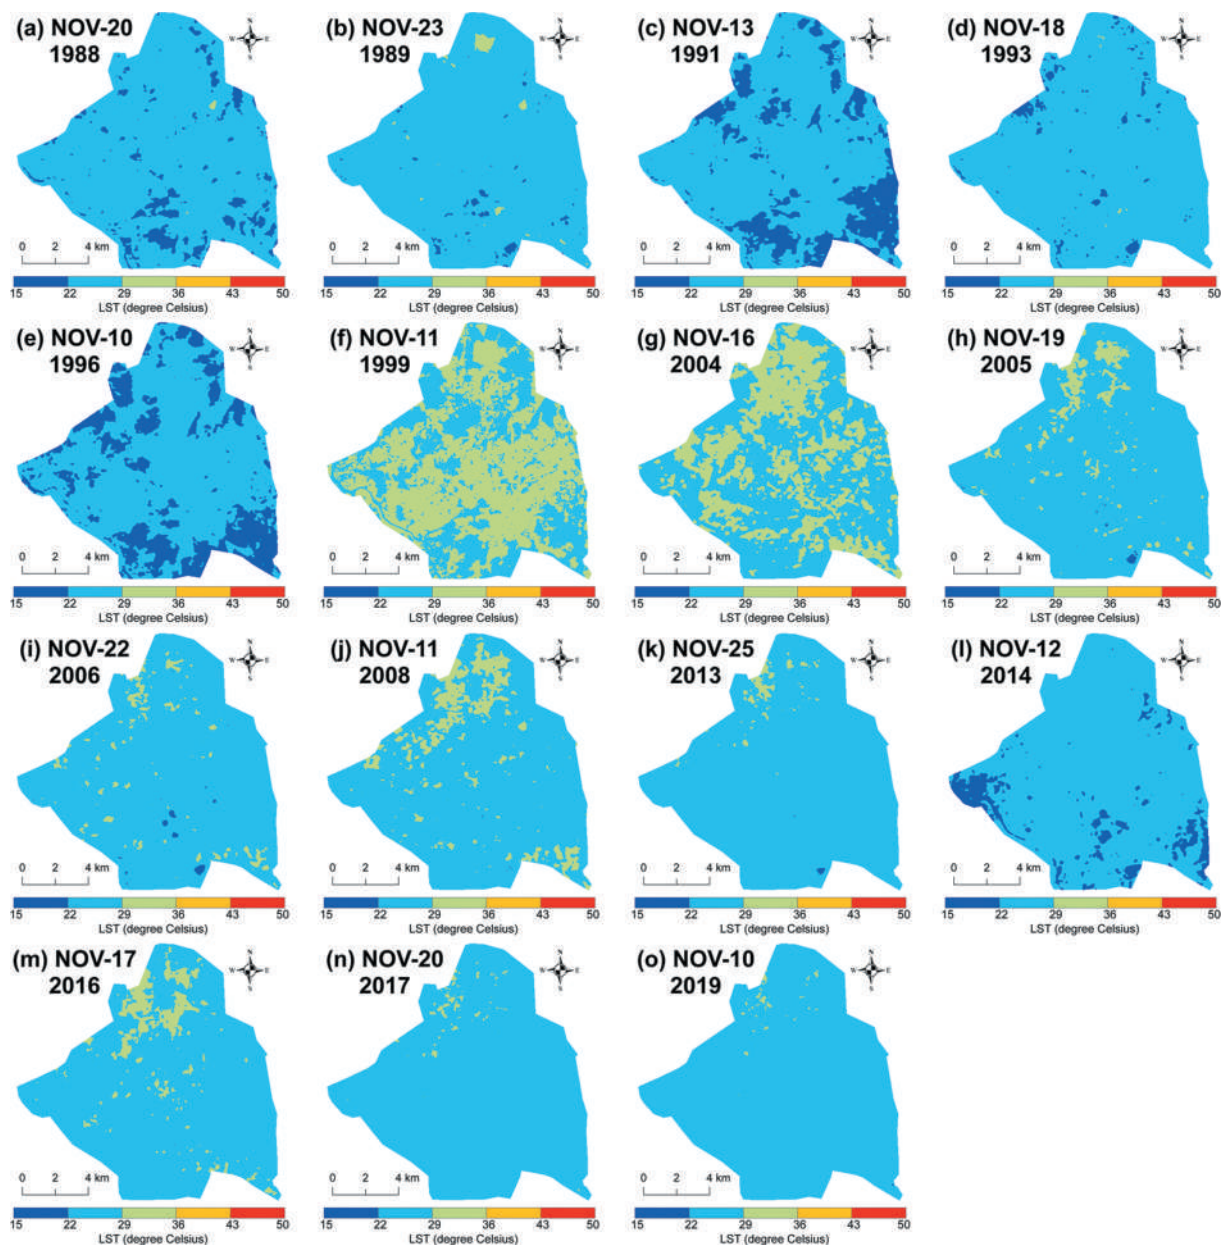 (a) NOV-20
1988
N
W E
S
0 2 4 km
15 22 29 36 43 50
LST (degree Celsius)
(b) NOV-23
1989
N
W E
S
0 2 4 km
15 22 29 36 43 50
LST (degree Celsius)
(c) NOV-13
1991
N
W E
S
0 2 4 km
15 22 29 36 43 50
LST (degree Celsius)
(d) NOV-18
1993
N
W E
S
0 2 4 km
15 22 29 36 43 50
LST (degree Celsius)
(e) NOV-10
1996
N
W E
S
0 2 4 km
15 22 29 36 43 50
LST (degree Celsius)
(f) NOV-11
1999
N
W E
S
0 2 4 km
15 22 29 36 43 50
LST (degree Celsius)
(g) NOV-16
2004
N
W E
S
0 2 4 km
15 22 29 36 43 50
LST (degree Celsius)
(h) NOV-19
2005
N
W E
S
0 2 4 km
15 22 29 36 43 50
LST (degree Celsius)
(i) NOV-22
2006
N
W E
S
0 2 4 km
15 22 29 36 43 50
LST (degree Celsius)
(j) NOV-11
2008
N
W E
S
0 2 4 km
15 22 29 36 43 50
LST (degree Celsius)
(k) NOV-25
2013
N
W E
S
0 2 4 km
15 22 29 36 43 50
LST (degree Celsius)
(l) NOV-12
2014
N
W E
S
0 2 4 km
15 22 29 36 43 50
LST (degree Celsius)
(m) NOV-17
2016
N
W E
S
0 2 4 km
15 22 29 36 43 50
LST (degree Celsius)
(n) NOV-20
2017
N
W E
S
0 2 4 km
15 22 29 36 43 50
LST (degree Celsius)
(o) NOV-10
2019
N
W E
S
0 2 4 km
15 22 29 36 43 50
LST (degree Celsius)